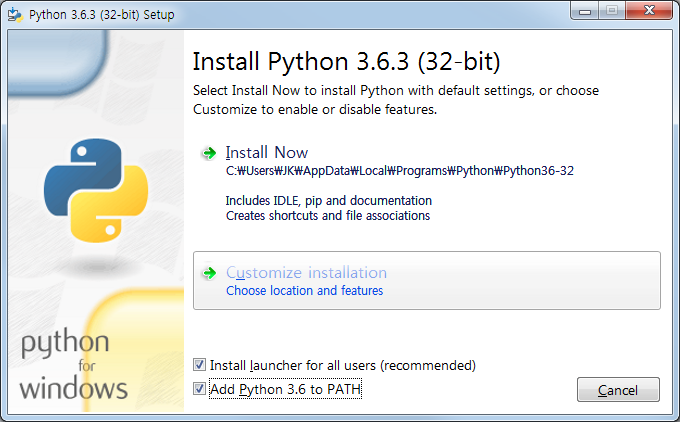 Python 3.6.3 (32-bit) Setup
Install Python 3.6.3 (32-bit)
Select Install Now to install Python with default settings, or choose
Customize to enable or disable features.
Install Now
C:₩Users₩JK₩AppData₩Local₩Programs₩Python₩Python36-32
Includes IDLE, pip and documentation
Creates shortcuts and file associations
Customize installation
Choose location and features
python
for
windows
Install launcher for all users (recommended)
Add Python 3.6 to PATH
Cancel